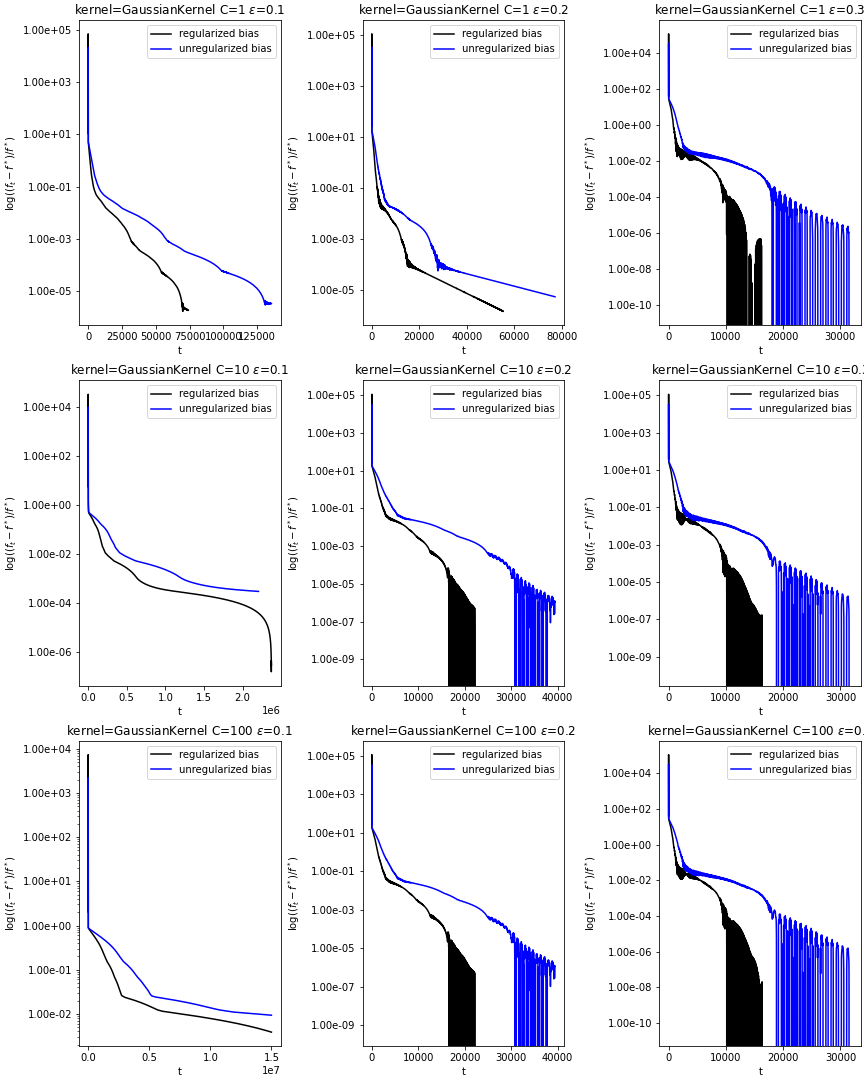 kernel=GaussianKernel C=1 ε=0.1
1.00e+05
1.00e+03
1.00e+01
1.00e-01
1.00e-03
1.00e-05
log((f_t − f*)/f*)
regularized bias
unregularized bias
0 25000 50000 75000 100000 125000
t
kernel=GaussianKernel C=1 ε=0.2
1.00e+05
1.00e+03
1.00e+01
1.00e-01
1.00e-03
1.00e-05
log((f_t − f*)/f*)
regularized bias
unregularized bias
0 20000 40000 60000 80000
t
kernel=GaussianKernel C=1 ε=0.3
1.00e+04
1.00e+02
1.00e+00
1.00e-02
1.00e-04
1.00e-06
1.00e-08
1.00e-10
log((f_t − f*)/f*)
regularized bias
unregularized bias
0 10000 20000 30000
t
kernel=GaussianKernel C=10 ε=0.1
1.00e+04
1.00e+02
1.00e+00
1.00e-02
1.00e-04
1.00e-06
log((f_t − f*)/f*)
regularized bias
unregularized bias
0.0 0.5 1.0 1.5 2.0
1e6
t
kernel=GaussianKernel C=10 ε=0.2
1.00e+05
1.00e+03
1.00e+01
1.00e-01
1.00e-03
1.00e-05
1.00e-07
1.00e-09
log((f_t − f*)/f*)
regularized bias
unregularized bias
0 10000 20000 30000 40000
t
kernel=GaussianKernel C=10 ε=0.3
1.00e+05
1.00e+03
1.00e+01
1.00e-01
1.00e-03
1.00e-05
1.00e-07
1.00e-09
log((f_t − f*)/f*)
regularized bias
unregularized bias
0 10000 20000 30000
t
kernel=GaussianKernel C=100 ε=0.1
1.00e+04
1.00e+03
1.00e+02
1.00e+01
1.00e+00
1.00e-01
1.00e-02
log((f_t − f*)/f*)
regularized bias
unregularized bias
0.0 0.5 1.0 1.5
1e7
t
kernel=GaussianKernel C=100 ε=0.2
1.00e+05
1.00e+03
1.00e+01
1.00e-01
1.00e-03
1.00e-05
1.00e-07
1.00e-09
log((f_t − f*)/f*)
regularized bias
unregularized bias
0 10000 20000 30000 40000
t
kernel=GaussianKernel C=100 ε=0.
1.00e+04
1.00e+02
1.00e+00
1.00e-02
1.00e-04
1.00e-06
1.00e-08
1.00e-10
log((f_t − f*)/f*)
regularized bias
unregularized bias
0 10000 20000 30000
t